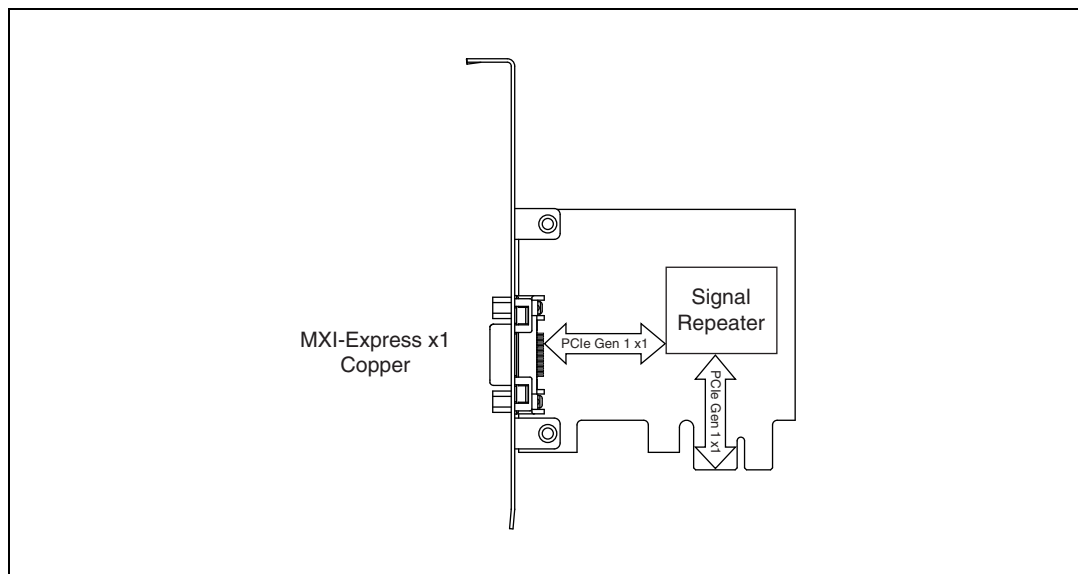 MXI-Express x1
Copper
PCIe Gen 1 x1
Signal
Repeater
PCIe Gen 1 x1